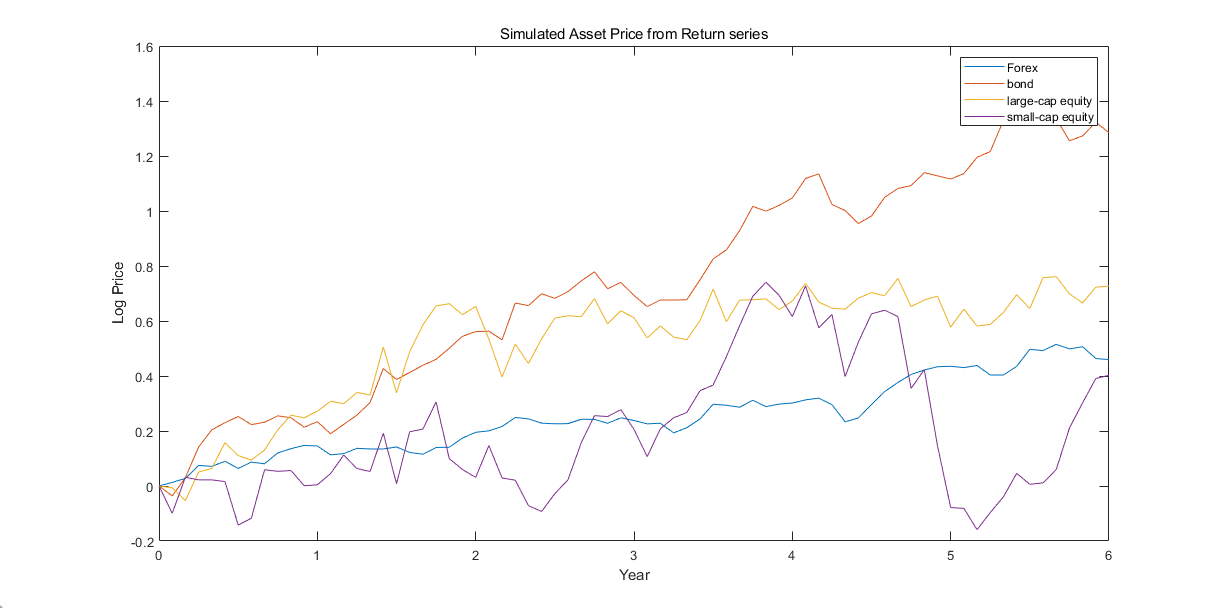 Simulated Asset Price from Return series
1.6
1.4
1.2
1
0.8
0.6
0.4
0.2
0
-0.2
Log Price
Forex
bond
large-cap equity
small-cap equity
0 1 2 3 4 5 6
Year